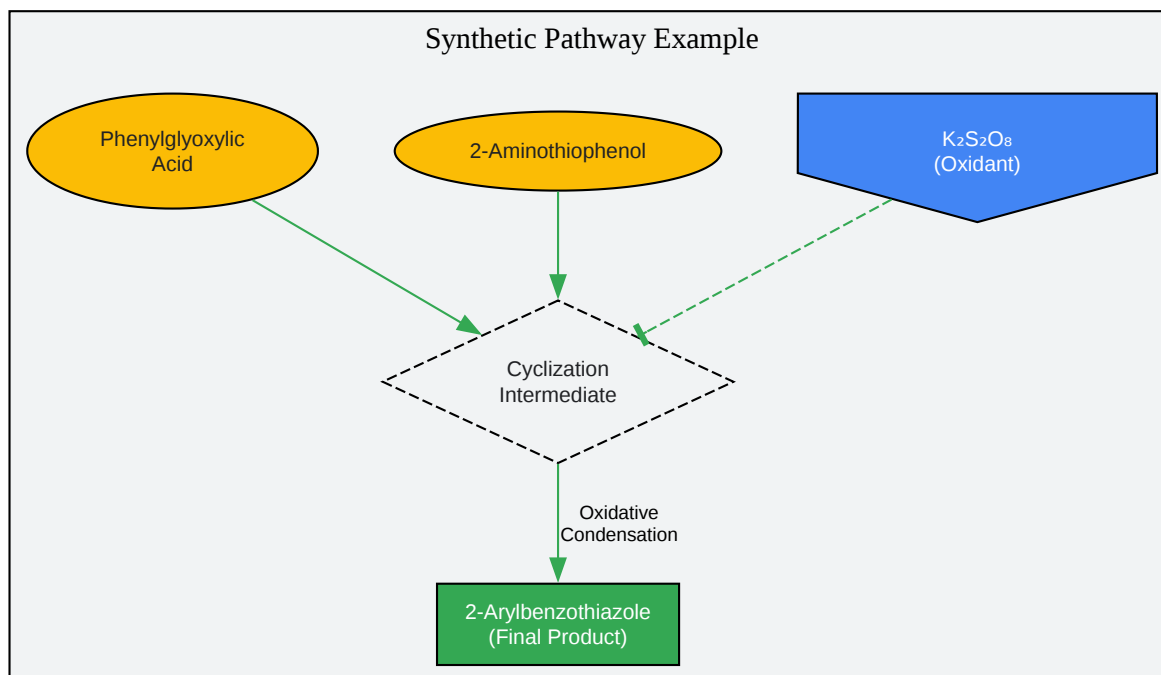 Synthetic Pathway Example
Phenylglyoxylic
Acid
2-Aminothiophenol
K₂S₂O₈
(Oxidant)
Cyclization
Intermediate
Oxidative
Condensation
2-Arylbenzothiazole
(Final Product)